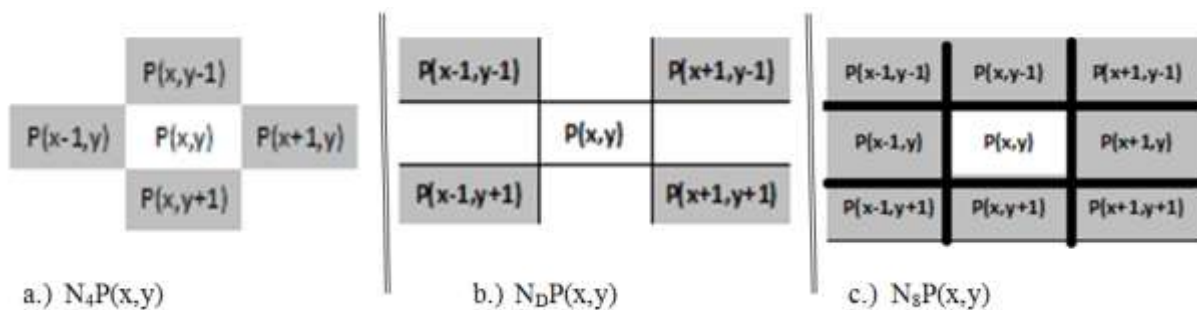 P(x,y-1)
P(x-1,y) P(x,y) P(x+1,y)
P(x,y+1)
a.) N₄P(x,y)
P(x-1,y-1) P(x+1,y-1)
P(x,y)
P(x-1,y+1) P(x+1,y+1)
b.) N_DP(x,y)
P(x-1,y-1) P(x,y-1) P(x+1,y-1)
P(x-1,y) P(x,y) P(x+1,y)
P(x-1,y+1) P(x,y+1) P(x+1,y+1)
c.) N₈P(x,y)